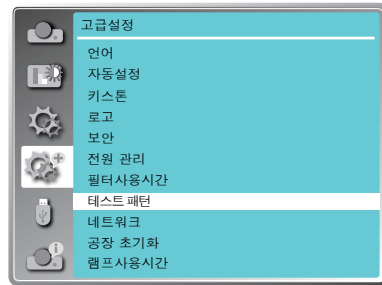 고급설정
언어
자동설정
키스톤
로고
보안
전원 관리
필터사용시간
테스트 패턴
네트워크
공장 초기화
램프사용시간